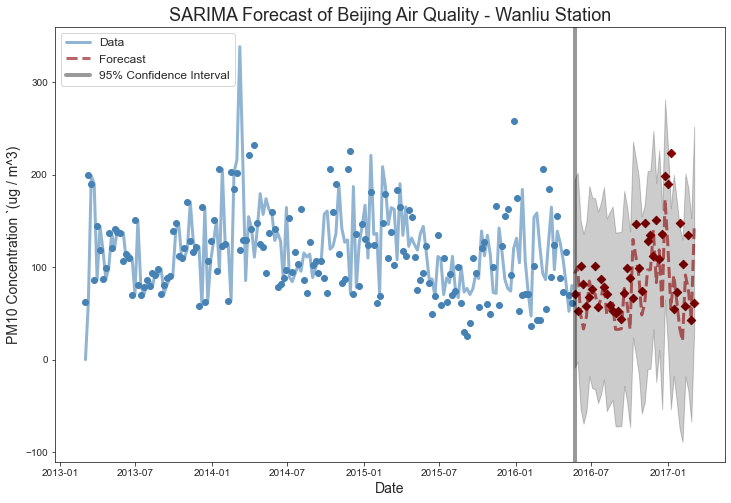 SARIMA Forecast of Beijing Air Quality - Wanliu Station
Data
Forecast
95% Confidence Interval
PM10 Concentration `(ug / m^3)
300
200
100
0
−100
2013-01
2013-07
2014-01
2014-07
2015-01
2015-07
2016-01
2016-07
2017-01
Date